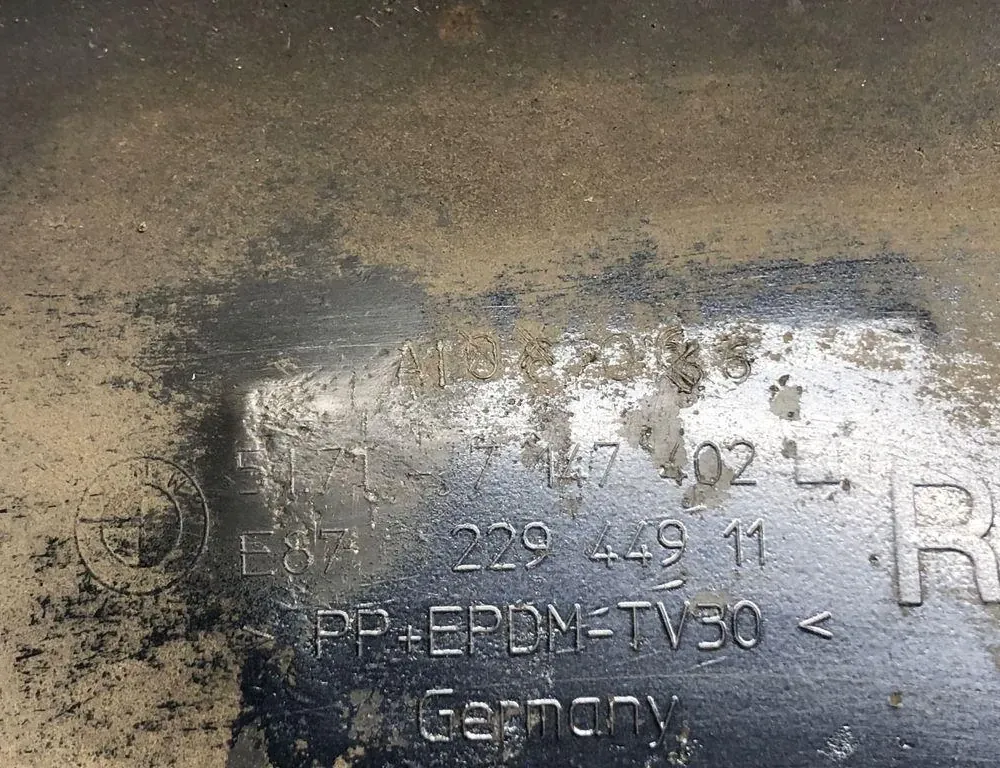 5171 - 7 147 402 L
R
E87 229 449 11
> PP+EPDM-TV30 <
Germany